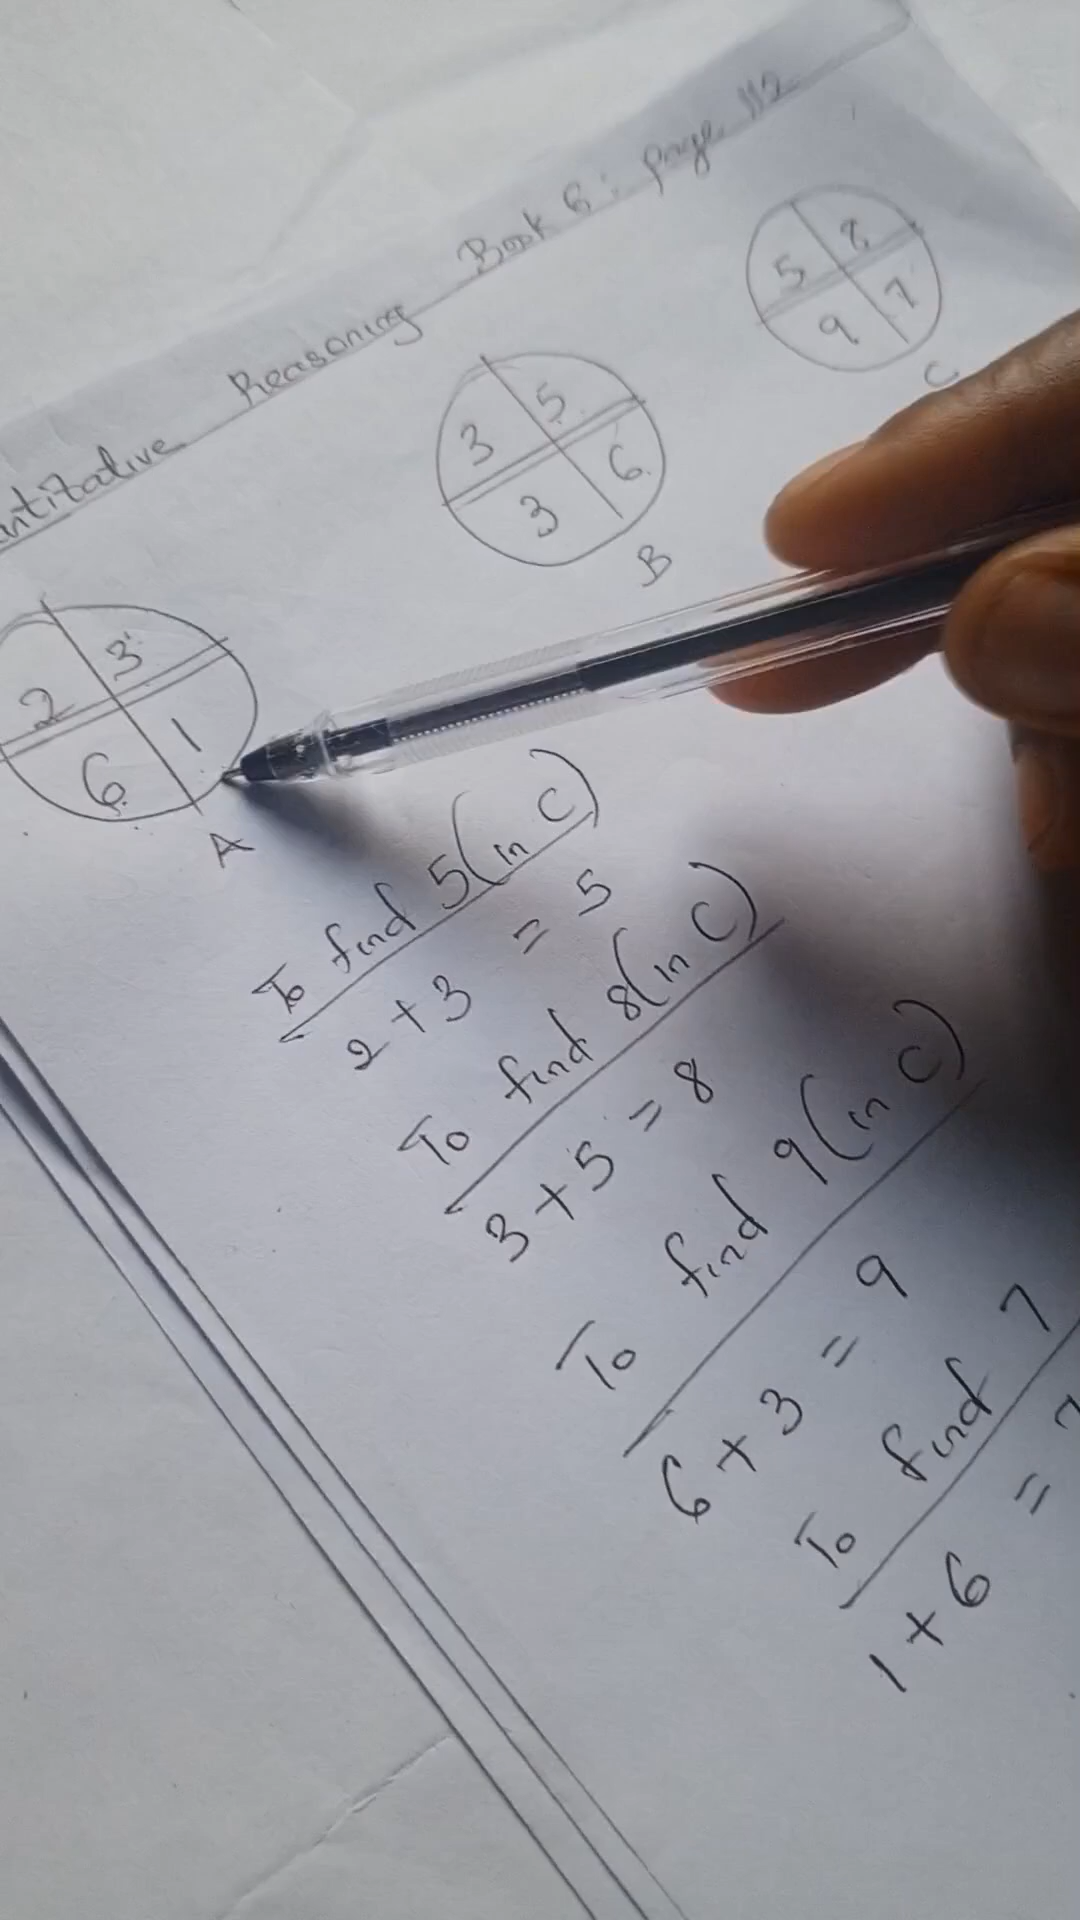 Reasoning Book 6: page 112
2 3
6 1
A
3 5
3 6
B
5 8
9 7
C
To find 5 (in C)
2 + 3 = 5
To find 8 (in C)
3 + 5 = 8
To find 9 (in C)
6 + 3 = 9
To find 7
1 + 6 =